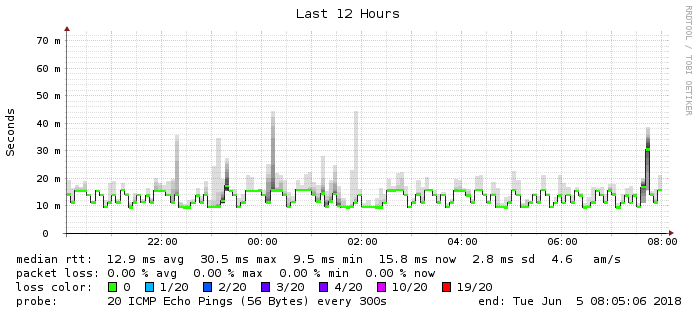 Last 12 Hours
RRDTOOL / TOBI OETIKER
Seconds
70 m
60 m
50 m
40 m
30 m
20 m
10 m
0
22:00 00:00 02:00 04:00 06:00 08:00
median rtt: 12.9 ms avg 30.5 ms max 9.5 ms min 15.8 ms now 2.8 ms sd 4.6 am/s
packet loss: 0.00 % avg 0.00 % max 0.00 % min 0.00 % now
loss color: 0 1/20 2/20 3/20 4/20 10/20 19/20
probe: 20 ICMP Echo Pings (56 Bytes) every 300s end: Tue Jun 5 08:05:06 2018